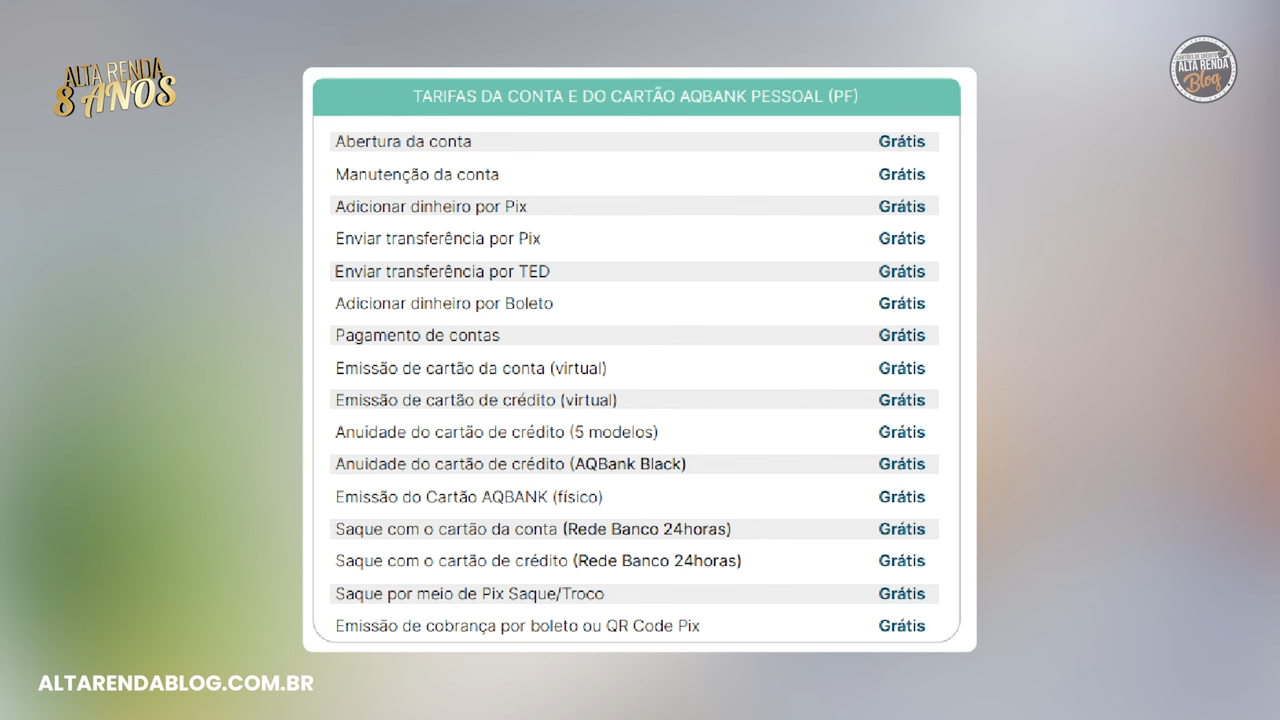 ALTA RENDA
8 ANOS
CARTÕES DE CRÉDITO
ALTA RENDA
Blog
TARIFAS DA CONTA E DO CARTÃO AQBANK PESSOAL (PF)
Abertura da conta Grátis
Manutenção da conta Grátis
Adicionar dinheiro por Pix Grátis
Enviar transferência por Pix Grátis
Enviar transferência por TED Grátis
Adicionar dinheiro por Boleto Grátis
Pagamento de contas Grátis
Emissão de cartão da conta (virtual) Grátis
Emissão de cartão de crédito (virtual) Grátis
Anuidade do cartão de crédito (5 modelos) Grátis
Anuidade do cartão de crédito (AQBank Black) Grátis
Emissão do Cartão AQBANK (físico) Grátis
Saque com o cartão da conta (Rede Banco 24horas) Grátis
Saque com o cartão de crédito (Rede Banco 24horas) Grátis
Saque por meio de Pix Saque/Troco Grátis
Emissão de cobrança por boleto ou QR Code Pix Grátis
ALTARENDABLOG.COM.BR